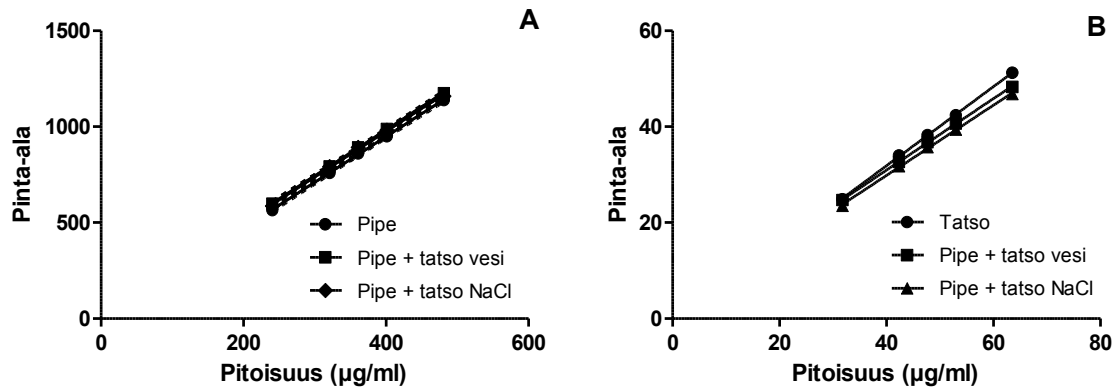 A
Pinta-ala
1500
1000
500
0
0
200
400
600
Pitoisuus (µg/ml)
Pipe
Pipe + tatso vesi
Pipe + tatso NaCl
B
Pinta-ala
60
40
20
0
0
20
40
60
80
Pitoisuus (µg/ml)
Tatso
Pipe + tatso vesi
Pipe + tatso NaCl